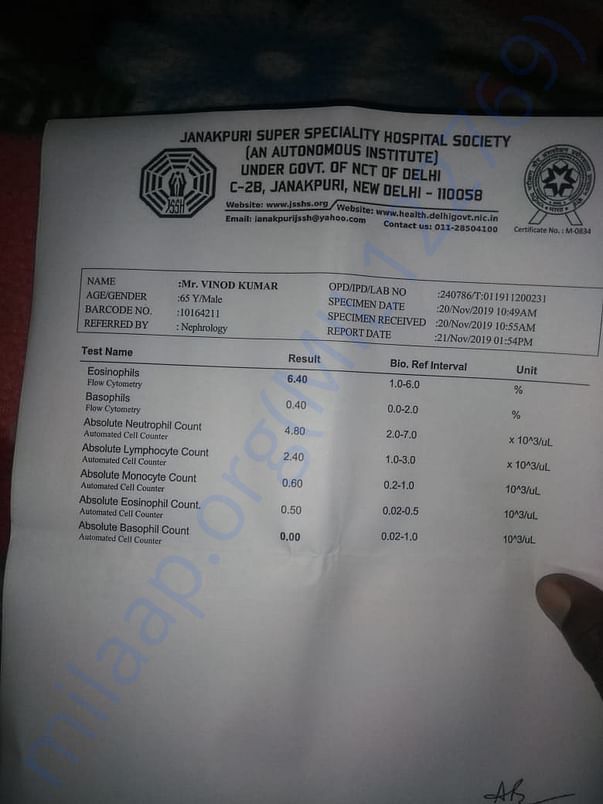 JANAKPURI SUPER SPECIALITY HOSPITAL SOCIETY
(AN AUTONOMOUS INSTITUTE)
UNDER GOVT. OF NCT OF DELHI
C-2B, JANAKPURI, NEW DELHI - 110058
Website: www.jsshs.org / Website: www.health.delhigovt.nic.in
Email: janakpurijssh@yahoo.com Contact us: 011-28504100
JSSH
Certificate No. : M-0834
NAME :Mr. VINOD KUMAR OPD/IPD/LAB NO :240786/T:011911200231
AGE/GENDER :65 Y/Male SPECIMEN DATE :20/Nov/2019 10:49AM
BARCODE NO. :10164211 SPECIMEN RECEIVED :20/Nov/2019 10:55AM
REFERRED BY : Nephrology REPORT DATE :21/Nov/2019 01:54PM
Test Name Result Bio. Ref Interval Unit
Eosinophils 6.40 1.0-6.0 %
Flow Cytometry
Basophils 0.40 0.0-2.0 %
Flow Cytometry
Absolute Neutrophil Count 4.80 2.0-7.0 x 10^3/uL
Automated Cell Counter
Absolute Lymphocyte Count 2.40 1.0-3.0 x 10^3/uL
Automated Cell Counter
Absolute Monocyte Count 0.60 0.2-1.0 10^3/uL
Automated Cell Counter
Absolute Eosinophil Count. 0.50 0.02-0.5 10^3/uL
Automated Cell Counter
Absolute Basophil Count 0.00 0.02-1.0 10^3/uL
Automated Cell Counter